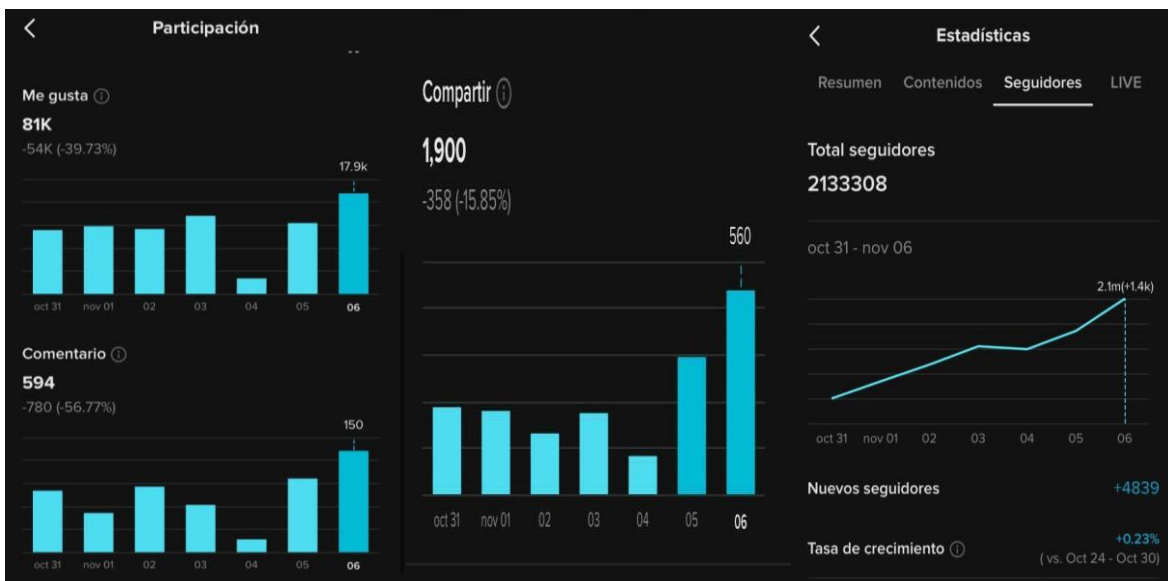 Participación
--
Me gusta
81K
-54K (-39.73%)
17.9k
oct 31 nov 01 02 03 04 05 06
Comentario
594
-780 (-56.77%)
150
oct 31 nov 01 02 03 04 05 06
Compartir
1,900
-358 (-15.85%)
560
oct 31 nov 01 02 03 04 05 06
Estadísticas
Resumen Contenidos Seguidores LIVE
Total seguidores
2133308
oct 31 - nov 06
2.1m(+1.4k)
oct 31 nov 01 02 03 04 05 06
Nuevos seguidores +4839
Tasa de crecimiento +0.23%
( vs. Oct 24 - Oct 30)